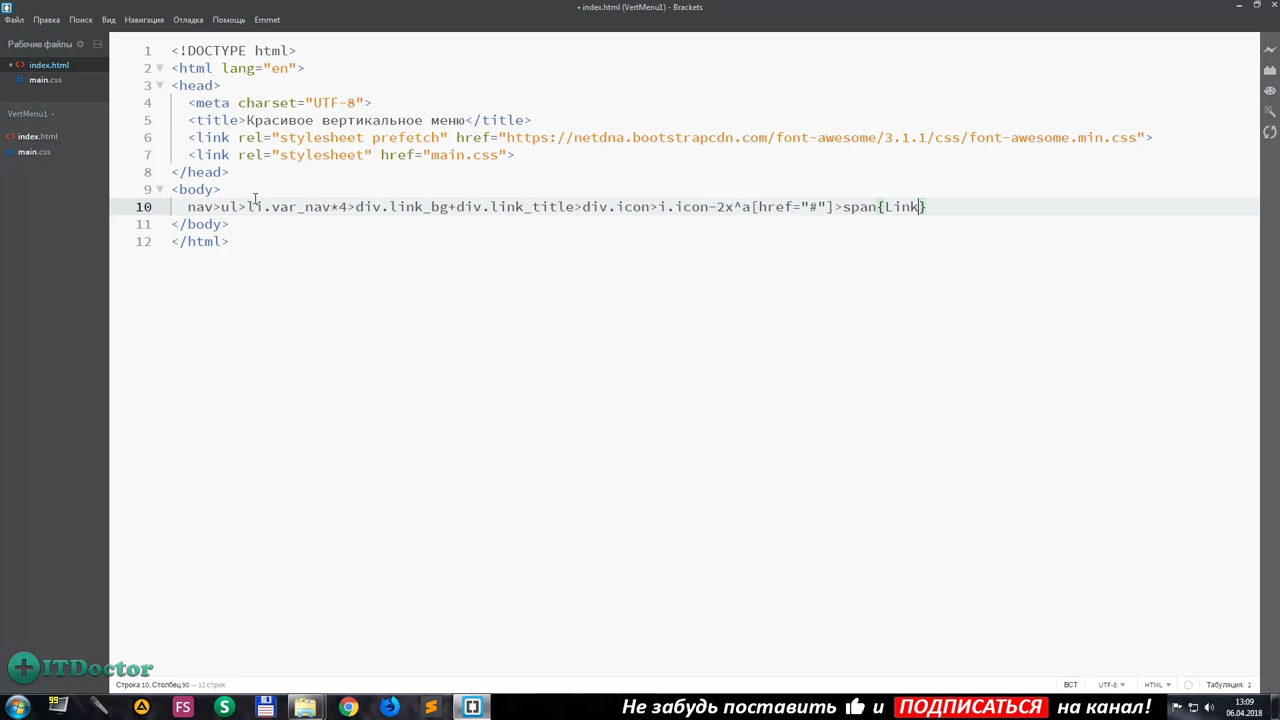 • index.html (VertMenu1) - Brackets
Файл Правка Поиск Вид Навигация Отладка Помощь Emmet
Рабочие файлы
• index.html
main.css
VertMenu1
index.html
main.css
1 <!DOCTYPE html>
2 <html lang="en">
3 <head>
4 <meta charset="UTF-8">
5 <title>Красивое вертикальное меню</title>
6 <link rel="stylesheet prefetch" href="https://netdna.bootstrapcdn.com/font-awesome/3.1.1/css/font-awesome.min.css">
7 <link rel="stylesheet" href="main.css">
8 </head>
9 <body>
10 nav>ul>li.var_nav*4>div.link_bg+div.link_title>div.icon>i.icon-2x^a[href="#"]>span{Link}
11 </body>
12 </html>
ITDoctor
Строка 10, Столбец 90 — 12 строк
ВСТ UTF-8 HTML Табуляция: 2
99
FS
S
Не забудь поставить и ПОДПИСАТЬСЯ на канал!
13:09
06.04.2018